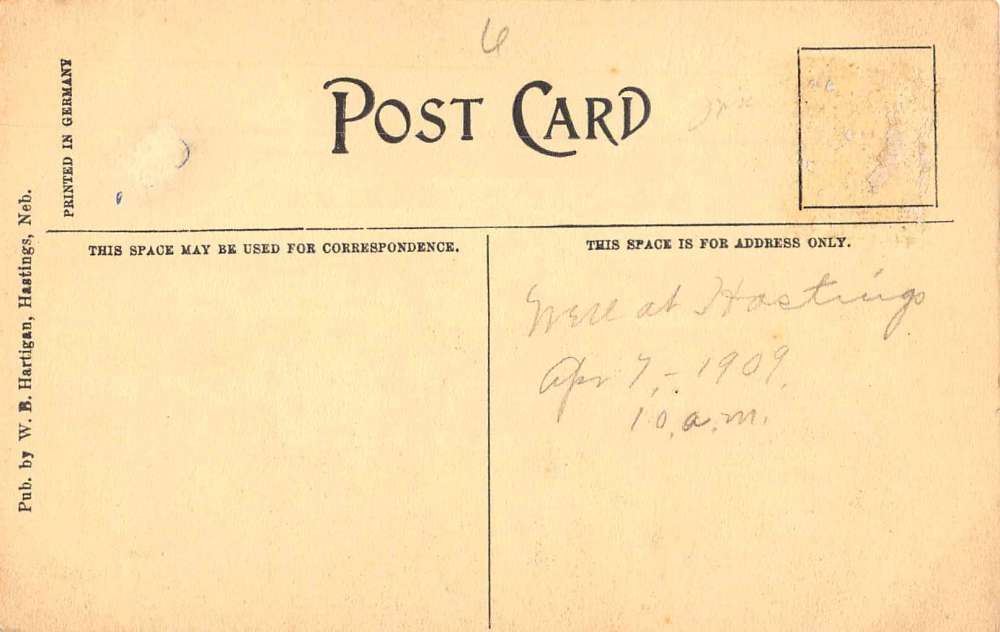 6
POST CARD
PRINTED IN GERMANY
Pub. by W. B. Hartigan, Hastings, Neb.
THIS SPACE MAY BE USED FOR CORRESPONDENCE.
THIS SPACE IS FOR ADDRESS ONLY.
at Hastings
Apr 7, - 1909.
10. a. m.